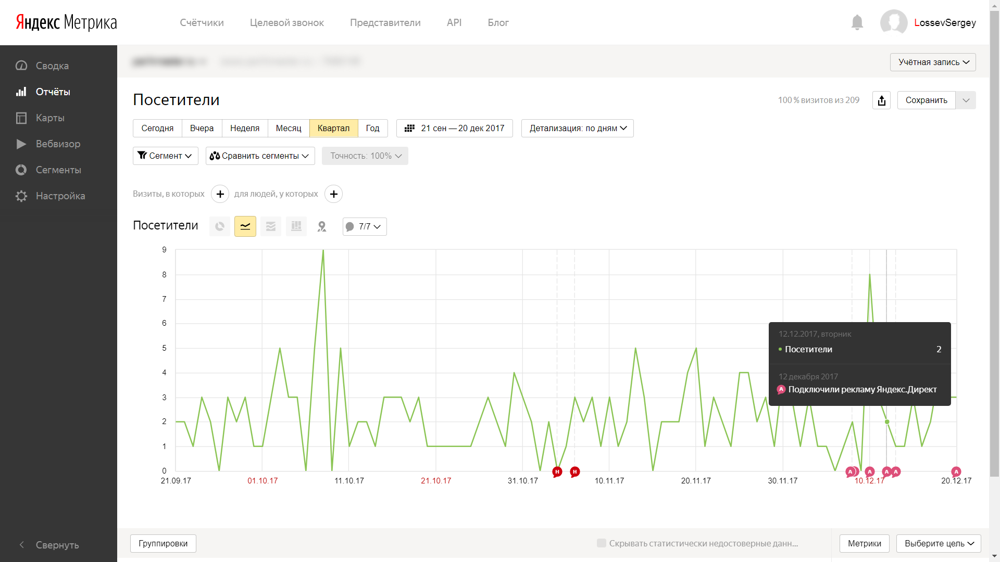 Яндекс Метрика
Счётчики
Целевой звонок
Представители
API
Блог
LossevSergey
Сводка
Отчёты
Карты
Вебвизор
Сегменты
Настройка
Свернуть
Учётная запись
Посетители
100 % визитов из 209
Сохранить
Сегодня
Вчера
Неделя
Месяц
Квартал
Год
21 сен — 20 дек 2017
Детализация: по дням
Сегмент
Сравнить сегменты
Точность: 100%
Визиты, в которых
для людей, у которых
Посетители
7/7
9
8
7
6
5
4
3
2
1
0
12.12.2017, вторник
Посетители 2
12 декабря 2017
А Подключили рекламу Яндекс.Директ
Н
Н
А
А
А
А
А
21.09.17
01.10.17
11.10.17
21.10.17
31.10.17
10.11.17
20.11.17
30.11.17
10.12.17
20.12.17
Группировки
Скрывать статистически недостоверные данн...
Метрики
Выберите цель